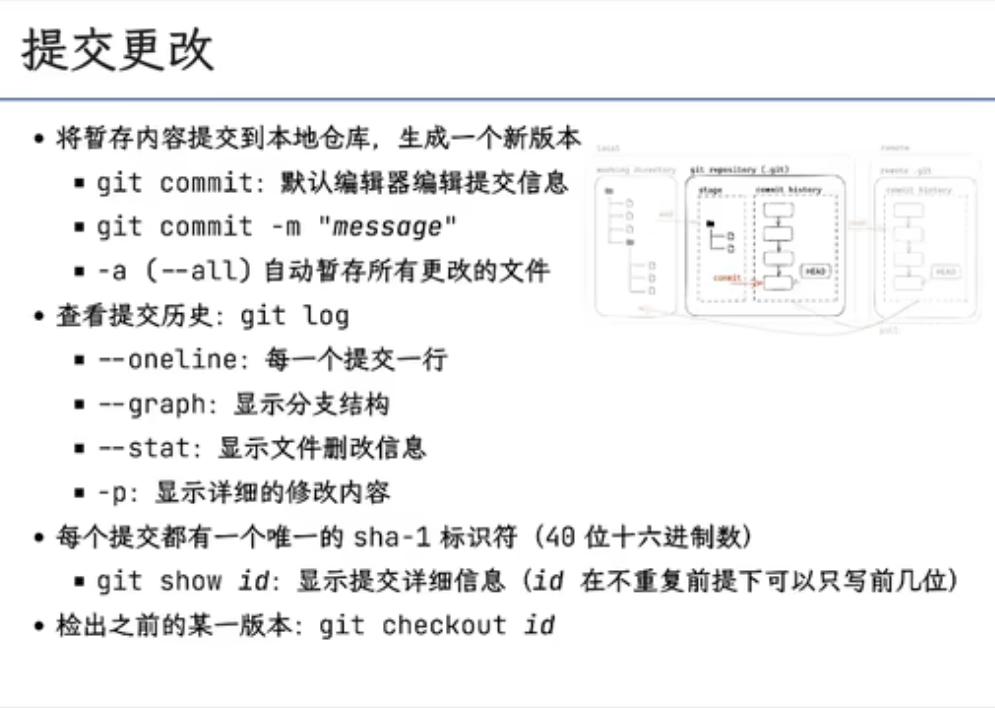 提交更改
• 将暂存内容提交到本地仓库，生成一个新版本
▪ git commit: 默认编辑器编辑提交信息
▪ git commit -m "message"
▪ -a (--all) 自动暂存所有更改的文件
• 查看提交历史: git log
▪ --oneline: 每一个提交一行
▪ --graph: 显示分支结构
▪ --stat: 显示文件删改信息
▪ -p: 显示详细的修改内容
• 每个提交都有一个唯一的 sha-1 标识符（40 位十六进制数）
▪ git show id: 显示提交详细信息（id 在不重复前提下可以只写前几位）
• 检出之前的某一版本: git checkout id
local
remote
working directory
git repository (.git)
remote .git
stage
commit history
commit history
add
commit
HEAD
HEAD
pull